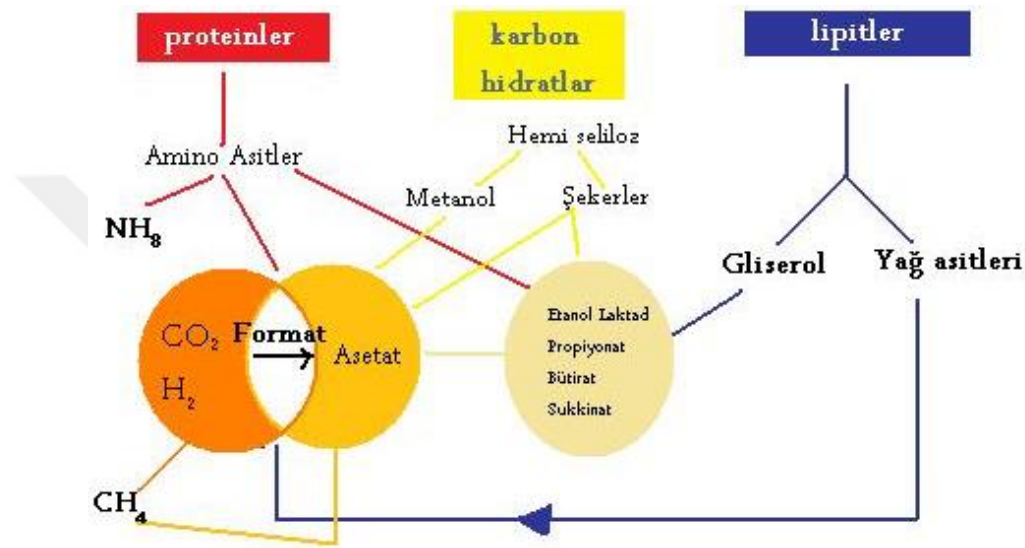 proteinler
karbon
hidratlar
lipitler
Hemi seliloz
Amino Asitler
Metanol
Şekerler
NH₈
Gliserol
Yağ asitleri
CO₂
Format
Asetat
H₂
Etanol Laktad
Propiyonat
Bütirat
Sukkinat
CH₄